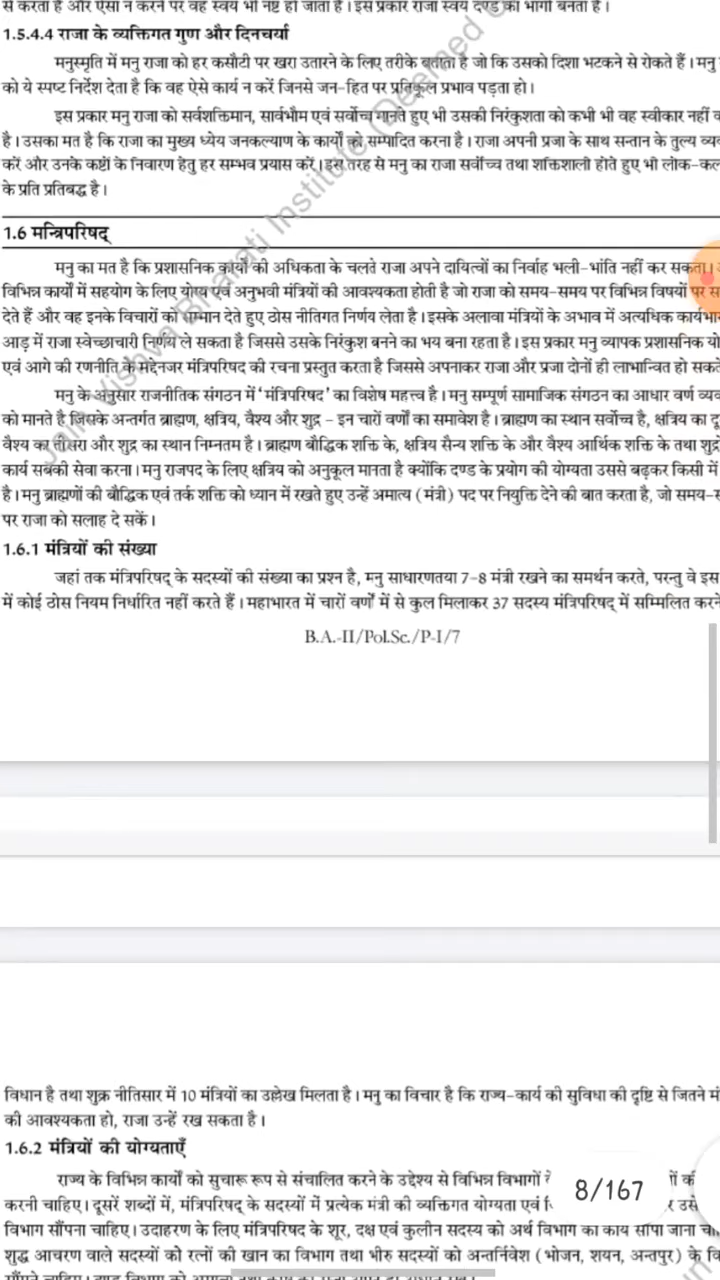 से करता है और ऐसा न करने पर वह स्वयं भी नष्ट हो जाता है। इस प्रकार राजा स्वयं दण्ड का भागी बनता है।
1.5.4.4 राजा के व्यक्तिगत गुण और दिनचर्या
मनुस्मृति में मनु राजा को हर कसौटी पर खरा उतारने के लिए तरीके बताता है जो कि उसको दिशा भटकने से रोकते हैं। मनु
को ये स्पष्ट निर्देश देता है कि वह ऐसे कार्य न करें जिनसे जन-हित पर प्रतिकूल प्रभाव पड़ता हो।
इस प्रकार मनु राजा को सर्वशक्तिमान, सार्वभौम एवं सर्वोच्च मानते हुए भी उसकी निरंकुशता को कभी भी वह स्वीकार नहीं
है। उसका मत है कि राजा का मुख्य ध्येय जनकल्याण के कार्यों को सम्पादित करना है। राजा अपनी प्रजा के साथ सन्तान के तुल्य
करें और उनके कष्टों के निवारण हेतु हर सम्भव प्रयास करें। इस तरह से मनु का राजा सर्वोच्च तथा शक्तिशाली होते हुए भी
के प्रति प्रतिबद्ध है।
1.6 मन्त्रिपरिषद्
मनु का मत है कि प्रशासनिक कार्यों की अधिकता के चलते राजा अपने दायित्वों का निर्वाह भली-भांति नहीं कर सकता।
विभिन्न कार्यों में सहयोग के लिए योग्य एवं अनुभवी मंत्रियों की आवश्यकता होती है जो राजा को समय-समय पर विभिन्न विषयों पर
देते हैं और वह इनके विचारों को सम्मान देते हुए ठोस नीतिगत निर्णय लेता है। इसके अलावा मंत्रियों के अभाव में अत्यधिक
आड़ में राजा स्वेच्छाचारी निर्णय ले सकता है जिससे उसके निरंकुश बनने का भय बना रहता है। इस प्रकार मनु व्यापक प्रशासनिक
एवं आगे की रणनीति के मद्देनजर मंत्रिपरिषद की रचना प्रस्तुत करता है जिससे अपनाकर राजा और प्रजा दोनों ही लाभान्वित हो
मनु के अनुसार राजनीतिक संगठन में 'मंत्रिपरिषद' का विशेष महत्त्व है। मनु सम्पूर्ण सामाजिक संगठन का आधार वर्ण
को मानते है जिसके अन्तर्गत ब्राह्मण, क्षत्रिय, वैश्य और शुद्र - इन चारों वर्णों का समावेश है। ब्राह्मण का स्थान सर्वोच्च है, क्षत्रिय का
वैश्य का तीसरा और शुद्र का स्थान निम्नतम है। ब्राह्मण बौद्धिक शक्ति के, क्षत्रिय सैन्य शक्ति के और वैश्य आर्थिक शक्ति के तथा
कार्य सबकी सेवा करना। मनु राजपद के लिए क्षत्रिय को अनुकूल मानता है क्योंकि दण्ड के प्रयोग की योग्यता उससे बढ़कर किसी में
है। मनु ब्राह्मणों की बौद्धिक एवं तर्क शक्ति को ध्यान में रखते हुए उन्हें अमात्य (मंत्री) पद पर नियुक्ति देने की बात करता है, जो
पर राजा को सलाह दे सकें।
1.6.1 मंत्रियों की संख्या
जहां तक मंत्रिपरिषद् के सदस्यों की संख्या का प्रश्न है, मनु साधारणतया 7-8 मंत्री रखने का समर्थन करते, परन्तु वे इस
में कोई ठोस नियम निर्धारित नहीं करते हैं। महाभारत में चारों वर्णों में से कुल मिलाकर 37 सदस्य मंत्रिपरिषद् में सम्मिलित
B.A.-II/Pol.Sc./P-I/7
विधान है तथा शुक्र नीतिसार में 10 मंत्रियों का उल्लेख मिलता है। मनु का विचार है कि राज्य-कार्य की सुविधा की दृष्टि से जितने
की आवश्यकता हो, राजा उन्हें रख सकता है।
1.6.2 मंत्रियों की योग्यताएँ
राज्य के विभिन्न कार्यों को सुचारू रूप से संचालित करने के उद्देश्य से विभिन्न विभागों
करनी चाहिए। दूसरें शब्दों में, मंत्रिपरिषद् के सदस्यों में प्रत्येक मंत्री की व्यक्तिगत योग्यता एवं
8/167
विभाग सौंपना चाहिए। उदाहरण के लिए मंत्रिपरिषद के शूर, दक्ष एवं कुलीन सदस्य को अर्थ विभाग का कार्य सौंपा जाना
शुद्ध आचरण वाले सदस्यों को रत्नों की खान का विभाग तथा भीरु सदस्यों को अन्तर्निवेश (भोजन, शयन, अन्तपुर) के